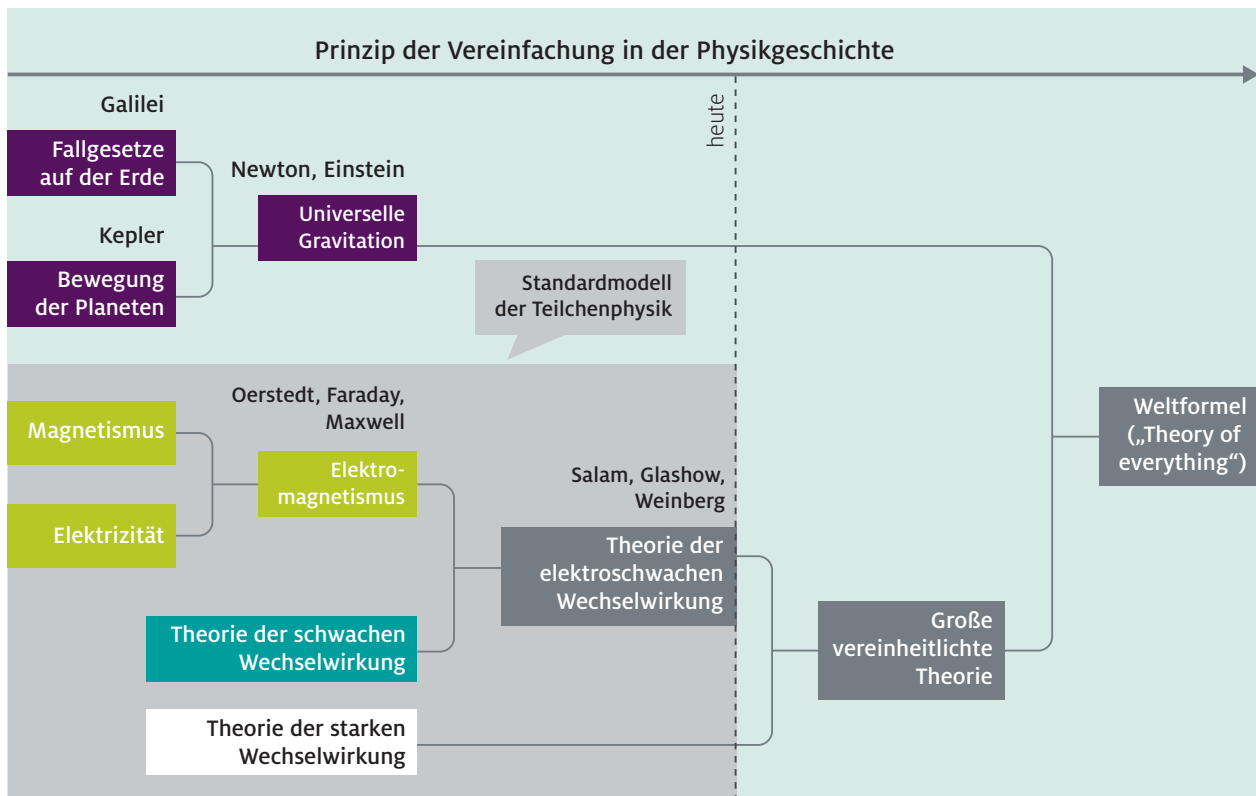 Prinzip der Vereinfachung in der Physikgeschichte
heute
Galilei
Fallgesetze
auf der Erde
Newton, Einstein
Universelle
Gravitation
Kepler
Bewegung
der Planeten
Standardmodell
der Teilchenphysik
Oerstedt, Faraday,
Maxwell
Magnetismus
Elektro-
magnetismus
Elektrizität
Salam, Glashow,
Weinberg
Theorie der
elektroschwachen
Wechselwirkung
Weltformel
(„Theory of
everything“)
Theorie der schwachen
Wechselwirkung
Große
vereinheitlichte
Theorie
Theorie der starken
Wechselwirkung